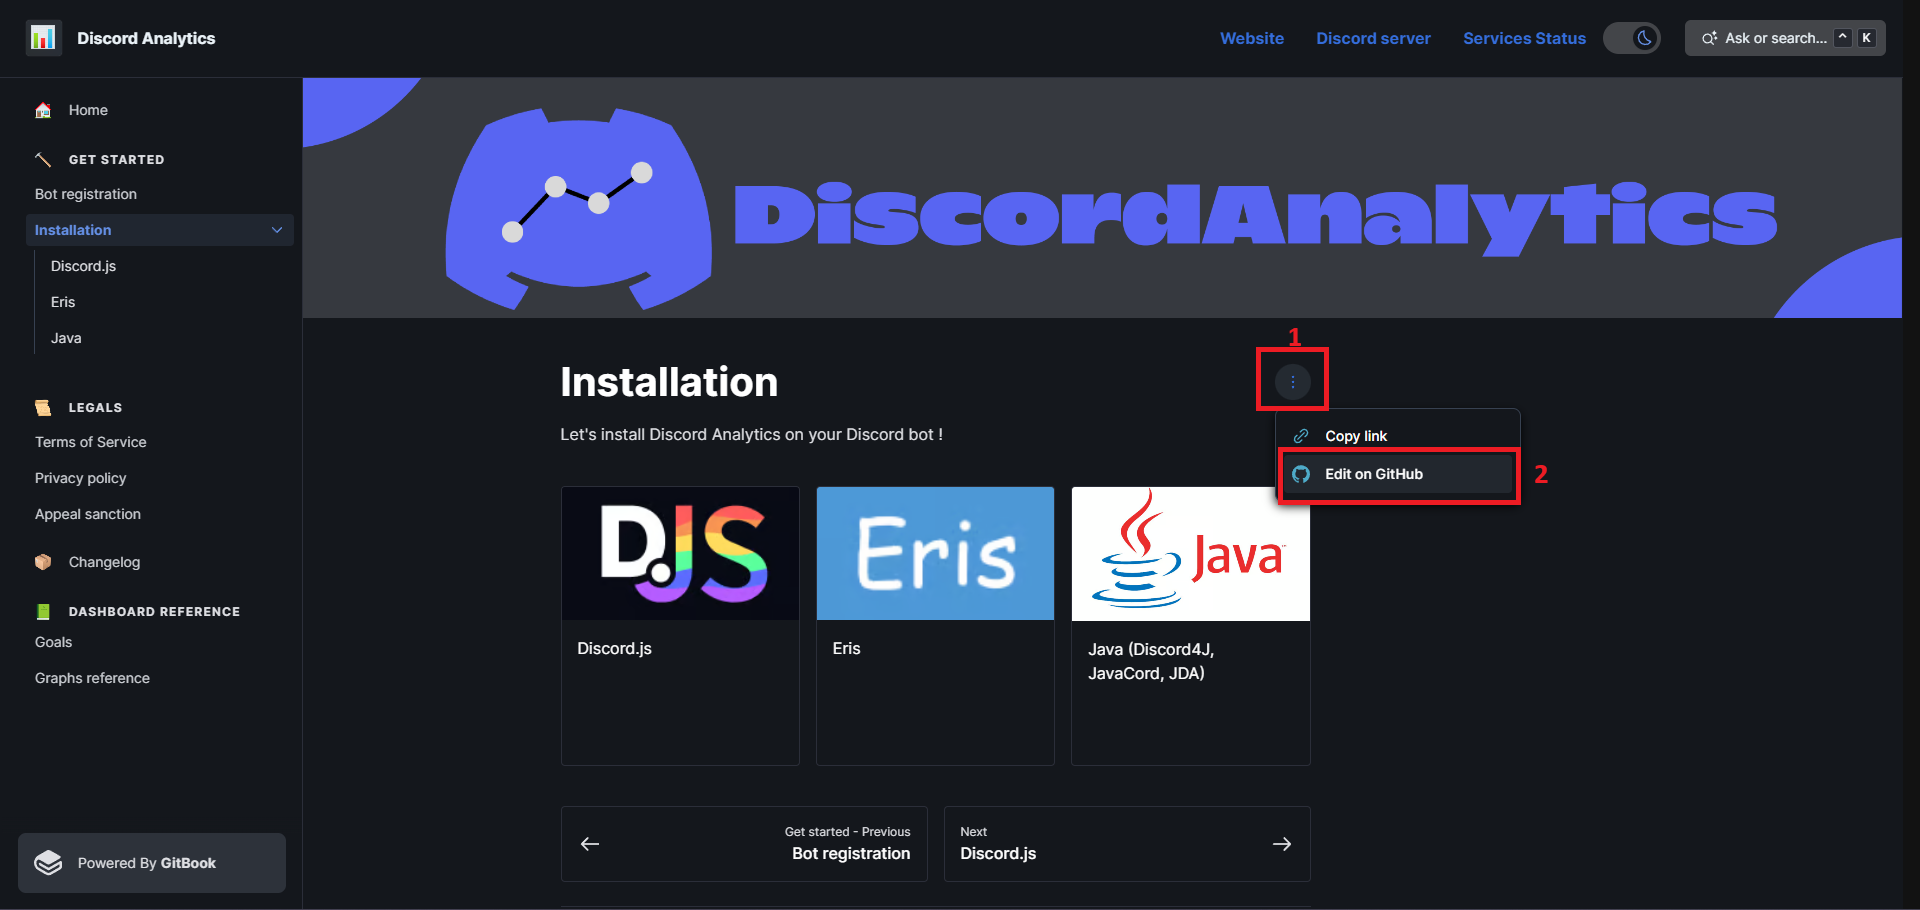 Discord Analytics
Website
Discord server
Services Status
Ask or search...
^
K
Home
GET STARTED
Bot registration
Installation
Discord.js
Eris
Java
LEGALS
Terms of Service
Privacy policy
Appeal sanction
Changelog
DASHBOARD REFERENCE
Goals
Graphs reference
Powered By GitBook
DiscordAnalytics
1
Installation
Copy link
Edit on GitHub
2
Let's install Discord Analytics on your Discord bot !
DJS
Eris
Java™
Discord.js
Eris
Java (Discord4J,
JavaCord, JDA)
Get started - Previous
Bot registration
Next
Discord.js